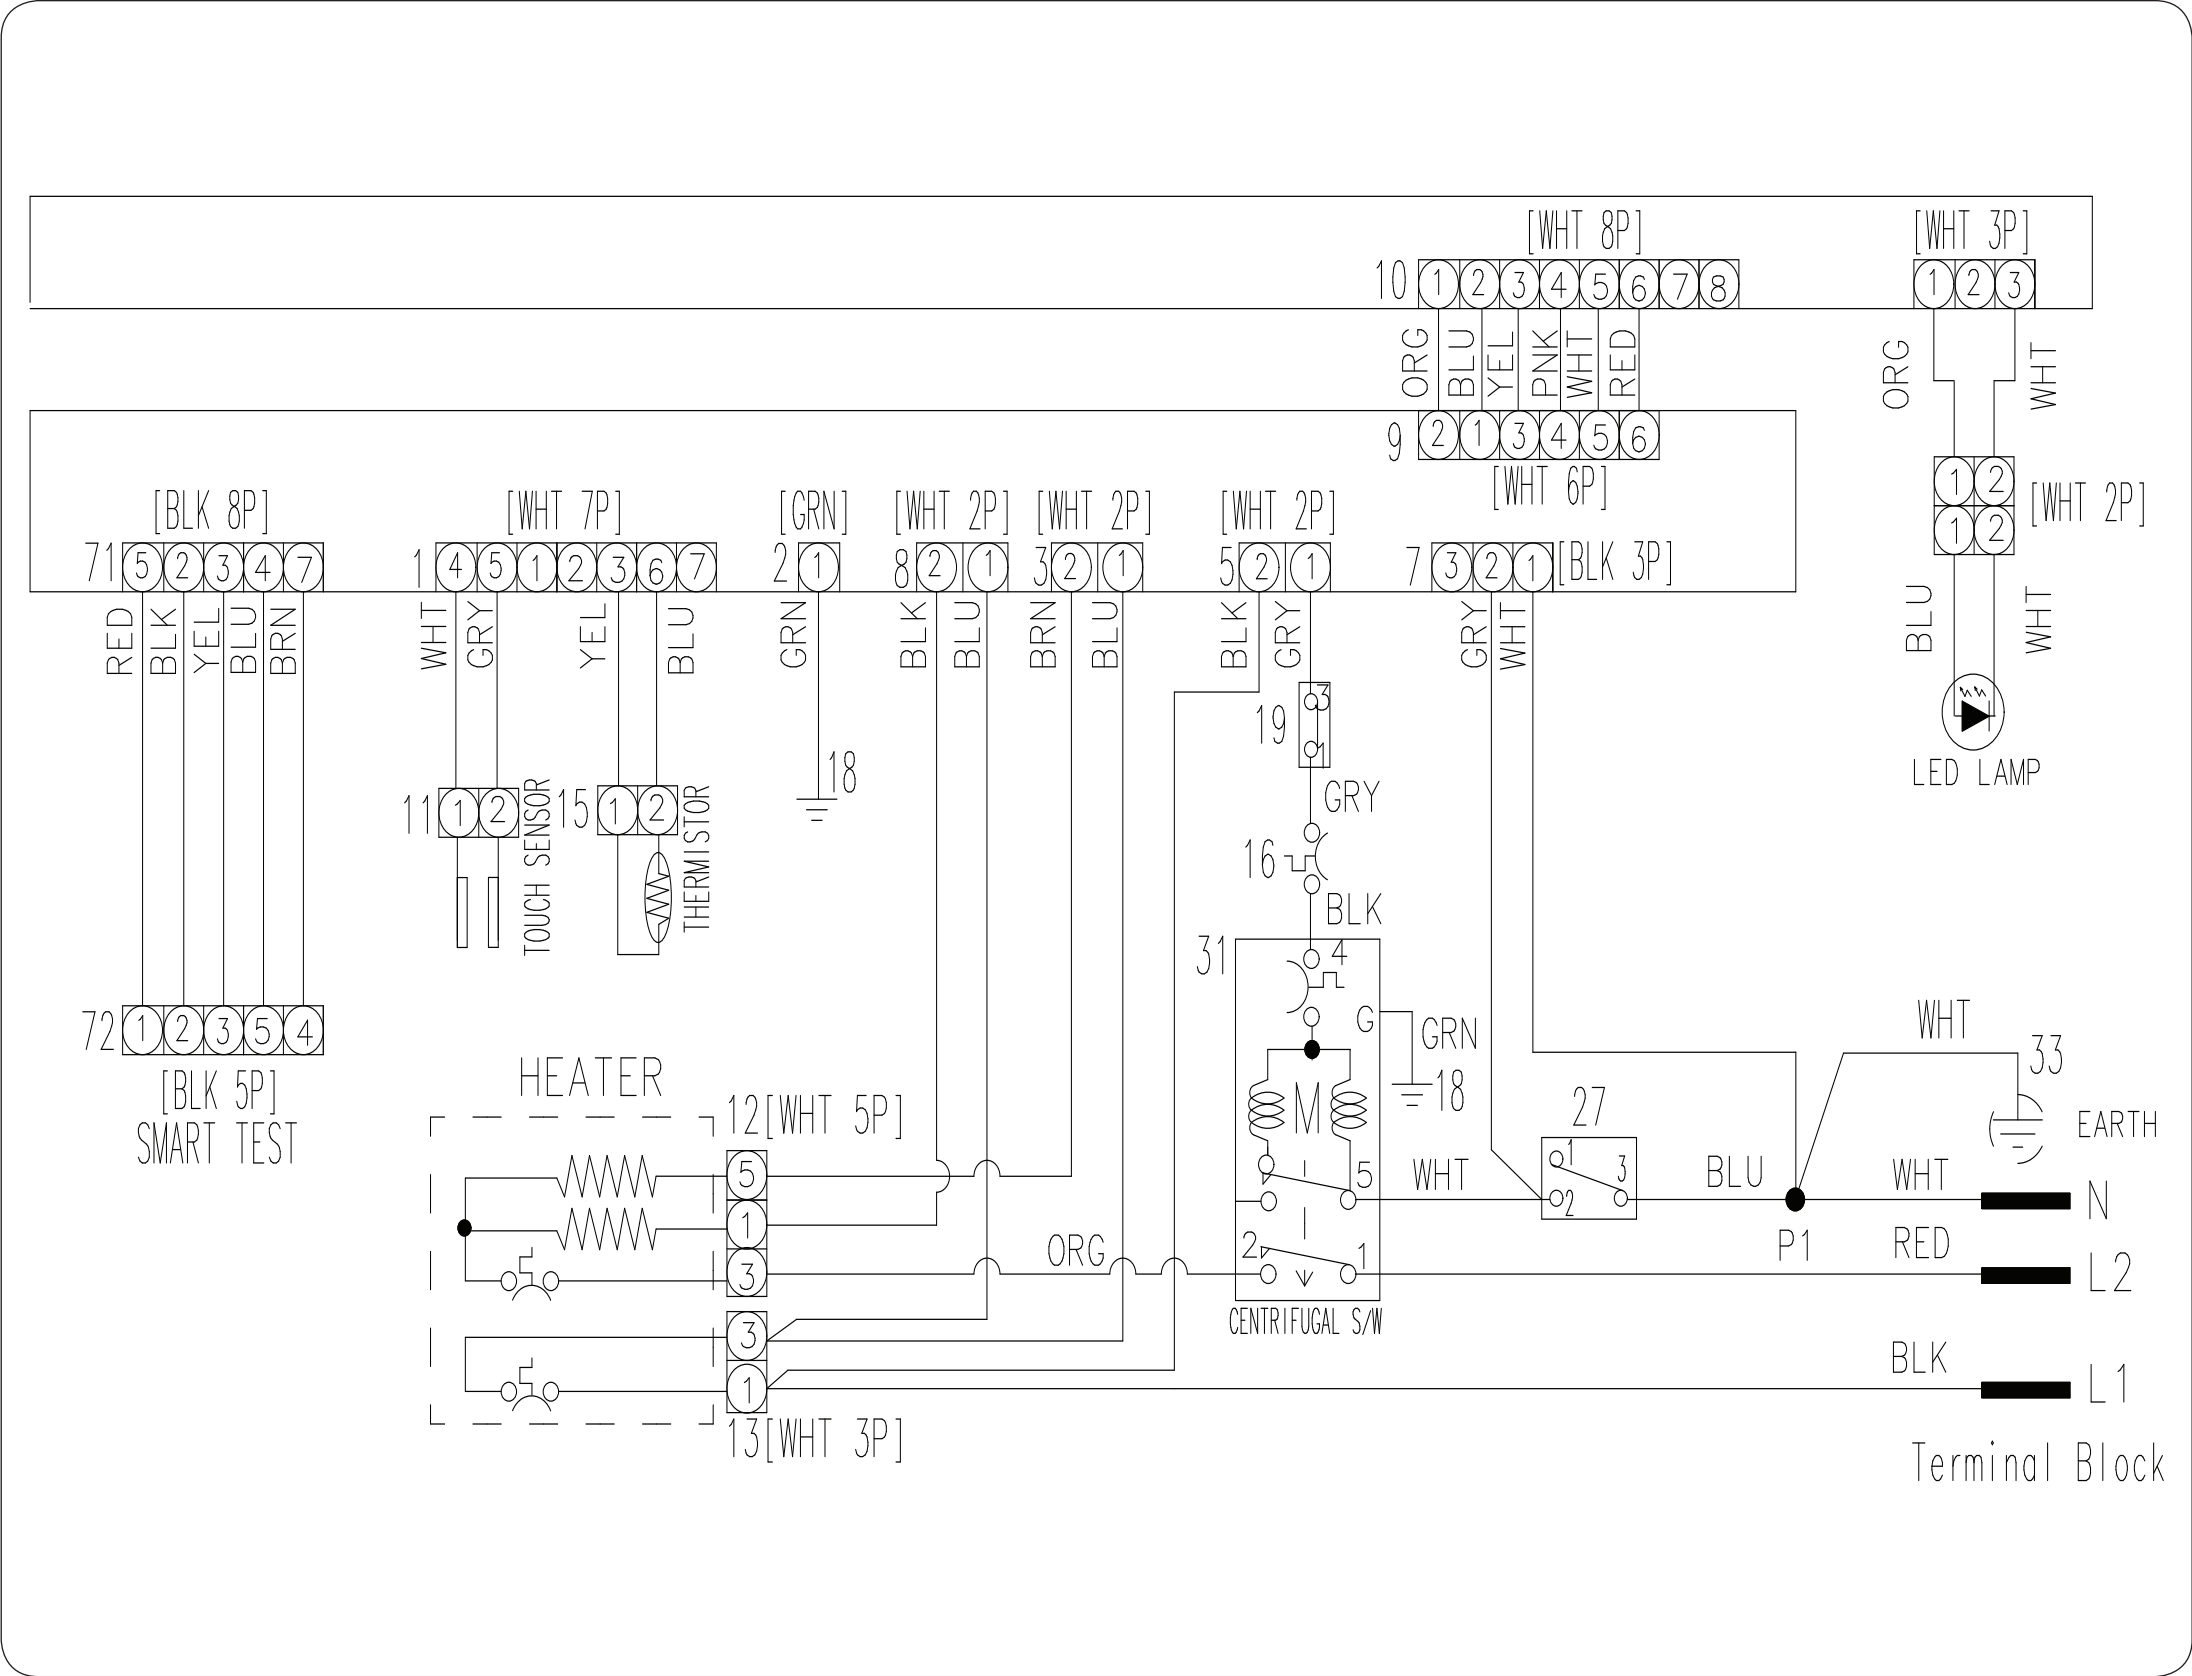 [WHT 8P] [WHT 3P]
10 1 2 3 4 5 6 7 8 1 2 3
ORG BLU YEL PNK WHT RED ORG WHT
9 2 1 3 4 5 6
[WHT 6P]
1 2
1 2
[WHT 2P]
[BLK 8P] [WHT 7P] [GRN] [WHT 2P] [WHT 2P] [WHT 2P]
71 5 2 3 4 7 1 4 5 1 2 3 6 7 2 1 8 2 1 3 2 1 5 2 1 7 3 2 1 [BLK 3P]
RED BLK YEL BLU BRN WHT GRY YEL BLU GRN BLK BLU BRN BLU BLK GRY GRY WHT BLU WHT
LED LAMP
19 3
1
18
GRY
11 1 2 TOUCH SENSOR 15 1 2 THERMISTOR
16
BLK
31 4
G GRN
18
72 1 2 3 5 4
[BLK 5P]
SMART TEST
HEATER
12[WHT 5P]
5
1
3
3
1
13[WHT 3P]
ORG
M
5
2 1
CENTRIFUGAL S/W
WHT
27
1
2
3
BLU
P1
WHT
33
EARTH
WHT N
RED L2
BLK L1
Terminal Block